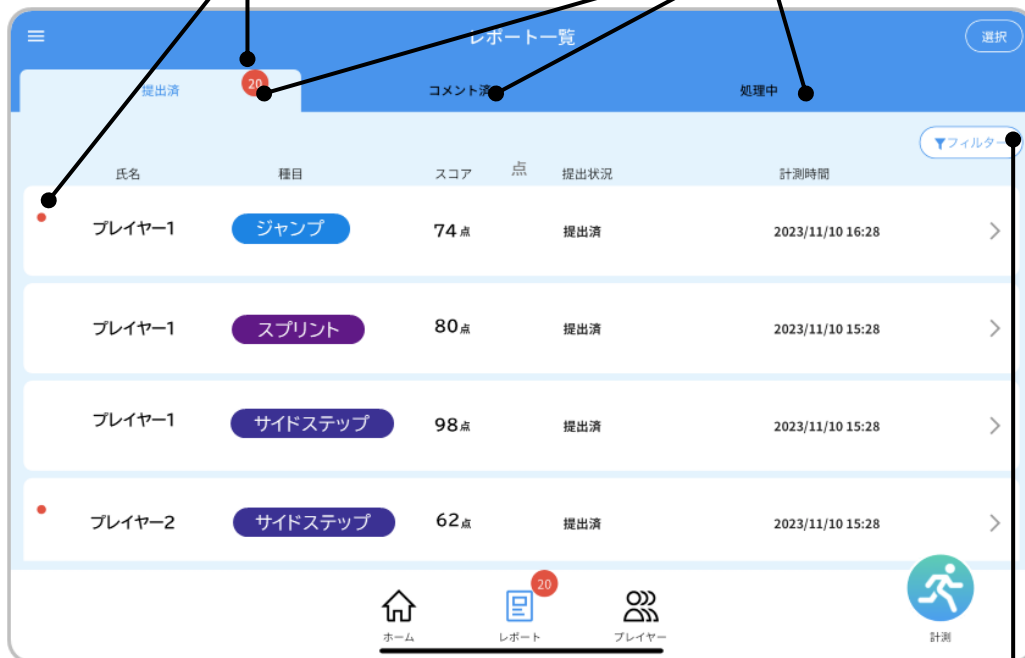 レポート一覧 選択
提出済 20 コメント済 処理中
フィルター
氏名 種目 スコア 点 提出状況 計測時間
プレイヤー1 ジャンプ 74点 提出済 2023/11/10 16:28
プレイヤー1 スプリント 80点 提出済 2023/11/10 15:28
プレイヤー1 サイドステップ 98点 提出済 2023/11/10 15:28
プレイヤー2 サイドステップ 62点 提出済 2023/11/10 15:28
20
ホーム レポート プレイヤー 計測